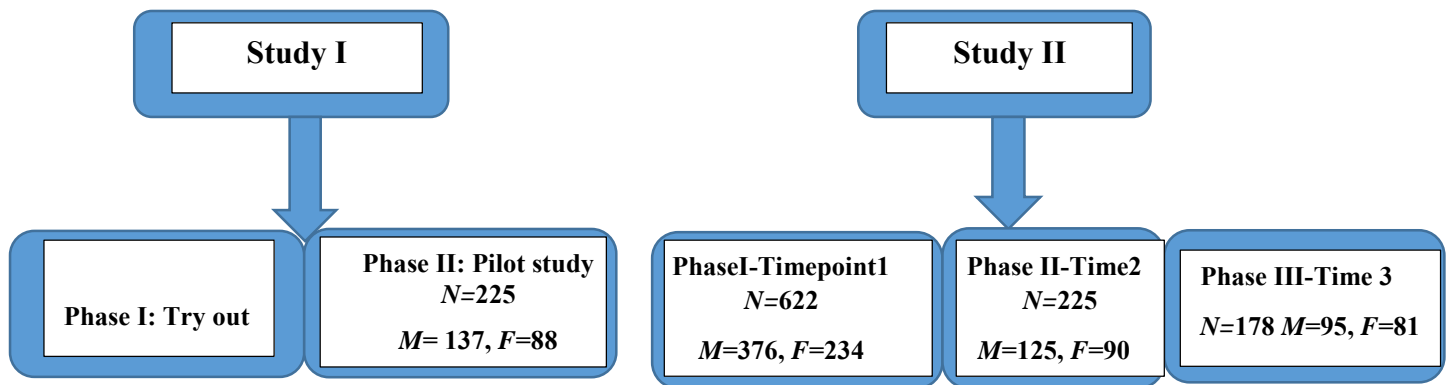 Study I
Phase I: Try out
Phase II: Pilot study
N=225
M= 137, F=88
Study II
PhaseI-Timepoint1
N=622
M=376, F=234
Phase II-Time2
N=225
M=125, F=90
Phase III-Time 3
N=178 M=95, F=81